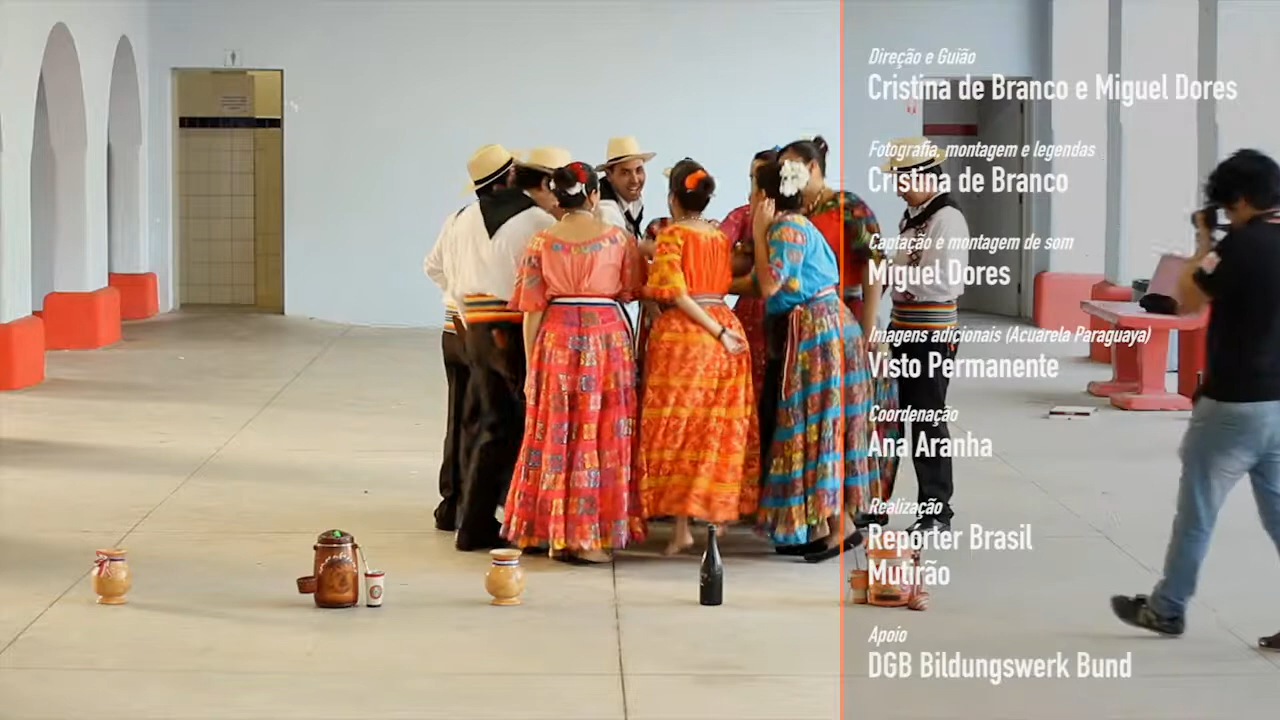 Direção e Guião
Cristina de Branco e Miguel Dores
Fotografia, montagem e legendas
Cristina de Branco
Captação e montagem de som
Miguel Dores
Imagens adicionais (Acuarela Paraguaya)
Visto Permanente
Coordenação
Ana Aranha
Realização
Repórter Brasil
Mutirão
Apoio
DGB Bildungswerk Bund